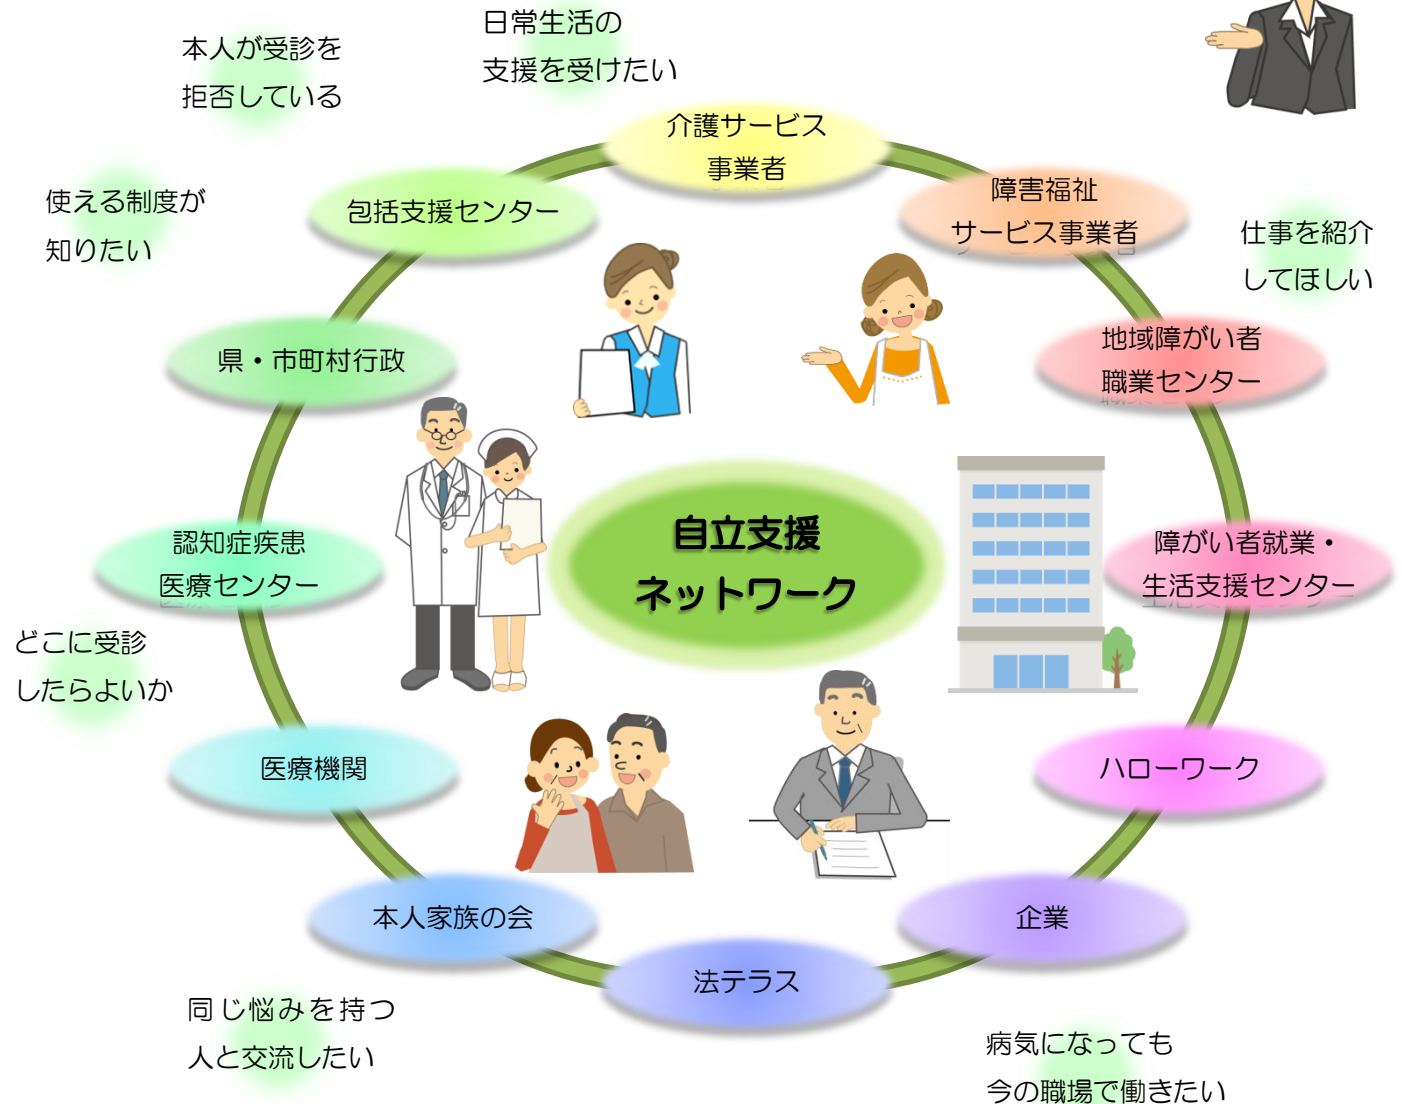 日常生活の
支援を受けたい
本人が受診を
拒否している
介護サービス
事業者
包括支援センター
障害福祉
サービス事業者
使える制度が
知りたい
仕事を紹介
してほしい
県・市町村行政
地域障がい者
職業センター
自立支援
ネットワーク
認知症疾患
医療センター
障がい者就業・
生活支援センター
どこに受診
したらよいか
医療機関
ハローワーク
本人家族の会
企業
法テラス
同じ悩みを持つ
人と交流したい
病気になっても
今の職場で働きたい